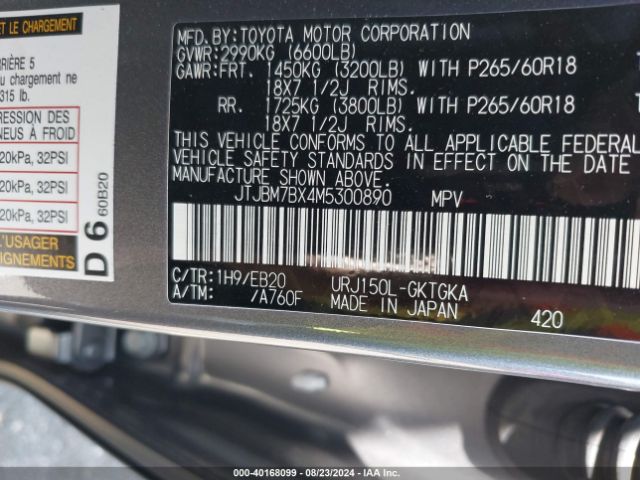 ET LE CHARGEMENT
RRIÈRE 5
u chargement ne
315 lb.
RESSION DES
NEUS À FROID
20kPa, 32PSI
20kPa, 32PSI
20kPa, 32PSI
L'USAGER
D 6 60B20
MFD. BY: TOYOTA MOTOR CORPORATION
GVWR: 2990KG (6600LB)
GAWR: FRT. 1450KG (3200LB) WITH P265/60R18
18X7 1/2J RIMS.
RR. 1725KG (3800LB) WITH P265/60R18
18X7 1/2J RIMS.
THIS VEHICLE CONFORMS TO ALL APPLICABLE FEDERAL
VEHICLE SAFETY STANDARDS IN EFFECT ON THE DATE
MANUFACTURE SHOWN ABOVE.
JTJBM7BX4M5300890 MPV
C/TR: 1H9/EB20 URJ150L-GKTGKA
A/TM: /A760F MADE IN JAPAN 420
000-40168099 - 08/23/2024 - IAA Inc.